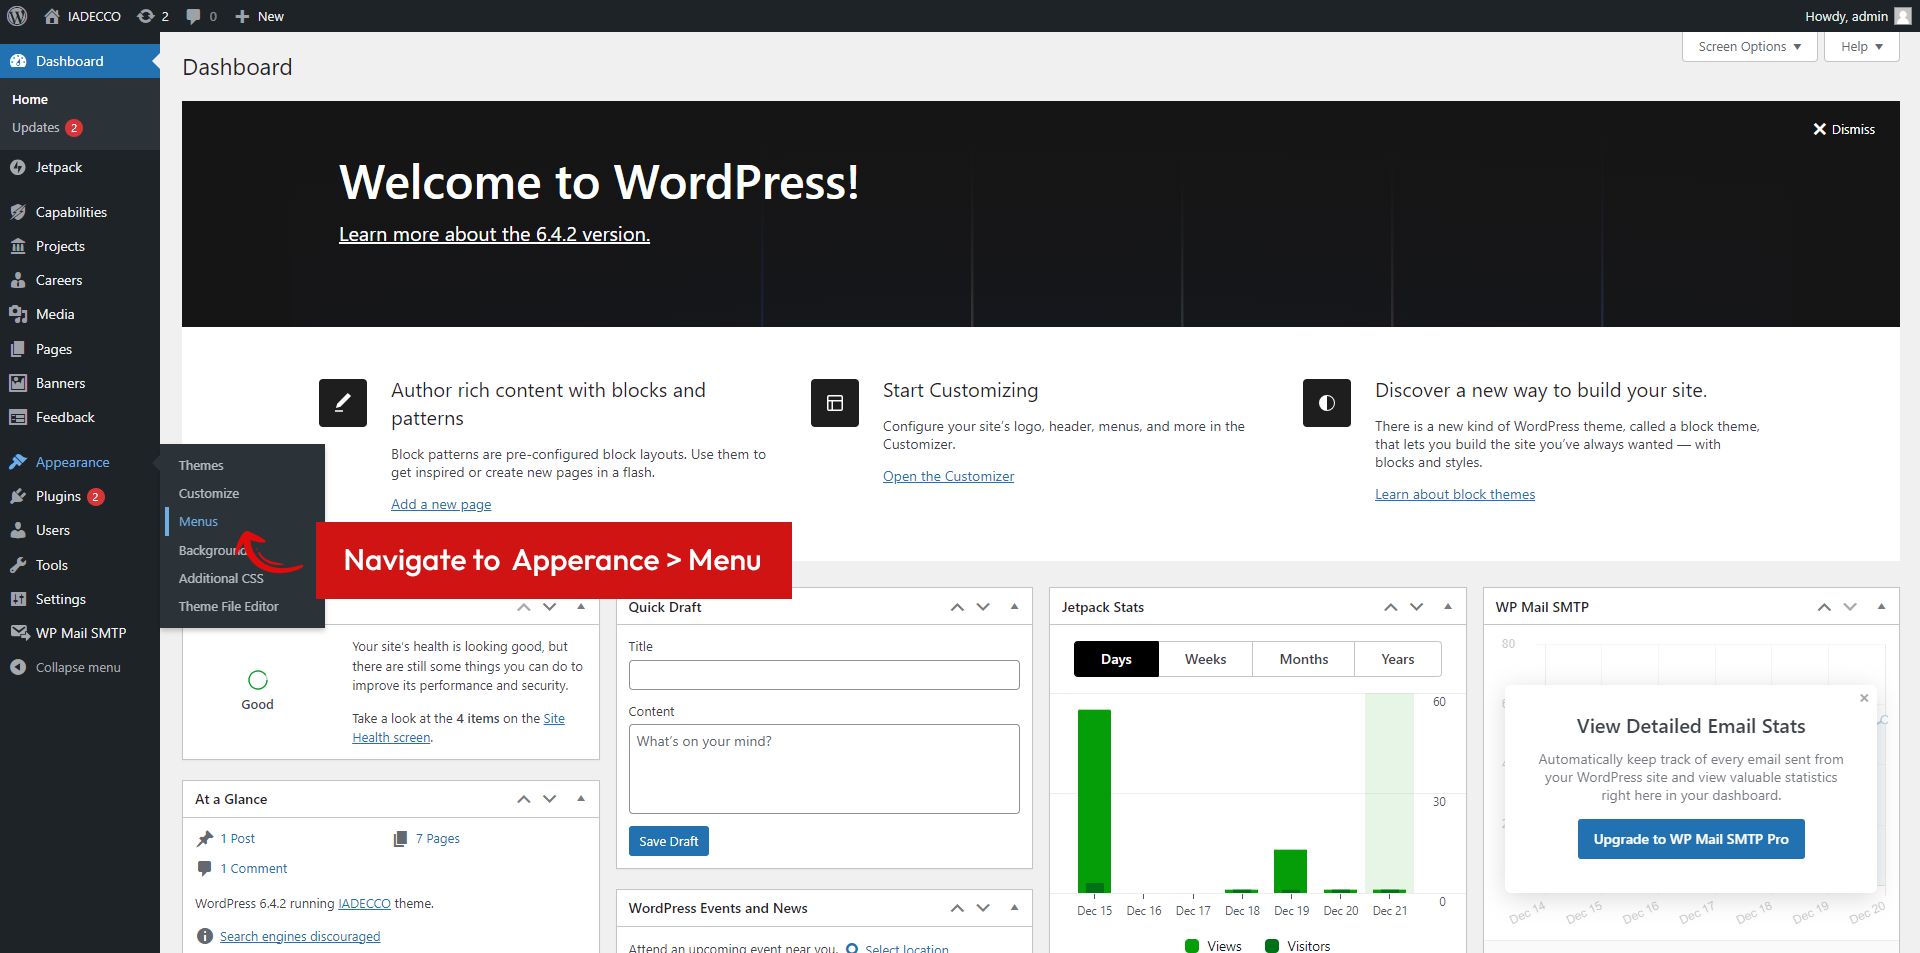 IADECCO 2 0 New
Howdy, admin
Dashboard
Home
Updates 2
Jetpack
Capabilities
Projects
Careers
Media
Pages
Banners
Feedback
Appearance
Plugins 2
Users
Tools
Settings
WP Mail SMTP
Collapse menu
Themes
Customize
Menus
Background
Additional CSS
Theme File Editor
Navigate to Apperance > Menu
Screen Options
Help
Dashboard
Dismiss
Welcome to WordPress!
Learn more about the 6.4.2 version.
Author rich content with blocks and
patterns
Block patterns are pre-configured block layouts. Use them to
get inspired or create new pages in a flash.
Add a new page
Start Customizing
Configure your site's logo, header, menus, and more in the
Customizer.
Open the Customizer
Discover a new way to build your site.
There is a new kind of WordPress theme, called a block theme,
that lets you build the site you've always wanted — with
blocks and styles.
Learn about block themes
Good
Your site's health is looking good, but
there are still some things you can do to
improve its performance and security.
Take a look at the 4 items on the Site
Health screen.
At a Glance
1 Post
7 Pages
1 Comment
WordPress 6.4.2 running IADECCO theme.
Search engines discouraged
Quick Draft
Title
Content
What's on your mind?
Save Draft
WordPress Events and News
Attend an upcoming event near you. Select location
Jetpack Stats
Days Weeks Months Years
60
30
0
Dec 15 Dec 16 Dec 17 Dec 18 Dec 19 Dec 20 Dec 21
Views Visitors
WP Mail SMTP
80
View Detailed Email Stats
Automatically keep track of every email sent from
your WordPress site and view valuable statistics
right here in your dashboard.
Upgrade to WP Mail SMTP Pro
Dec 14 Dec 15 Dec 16 Dec 17 Dec 18 Dec 19 Dec 20